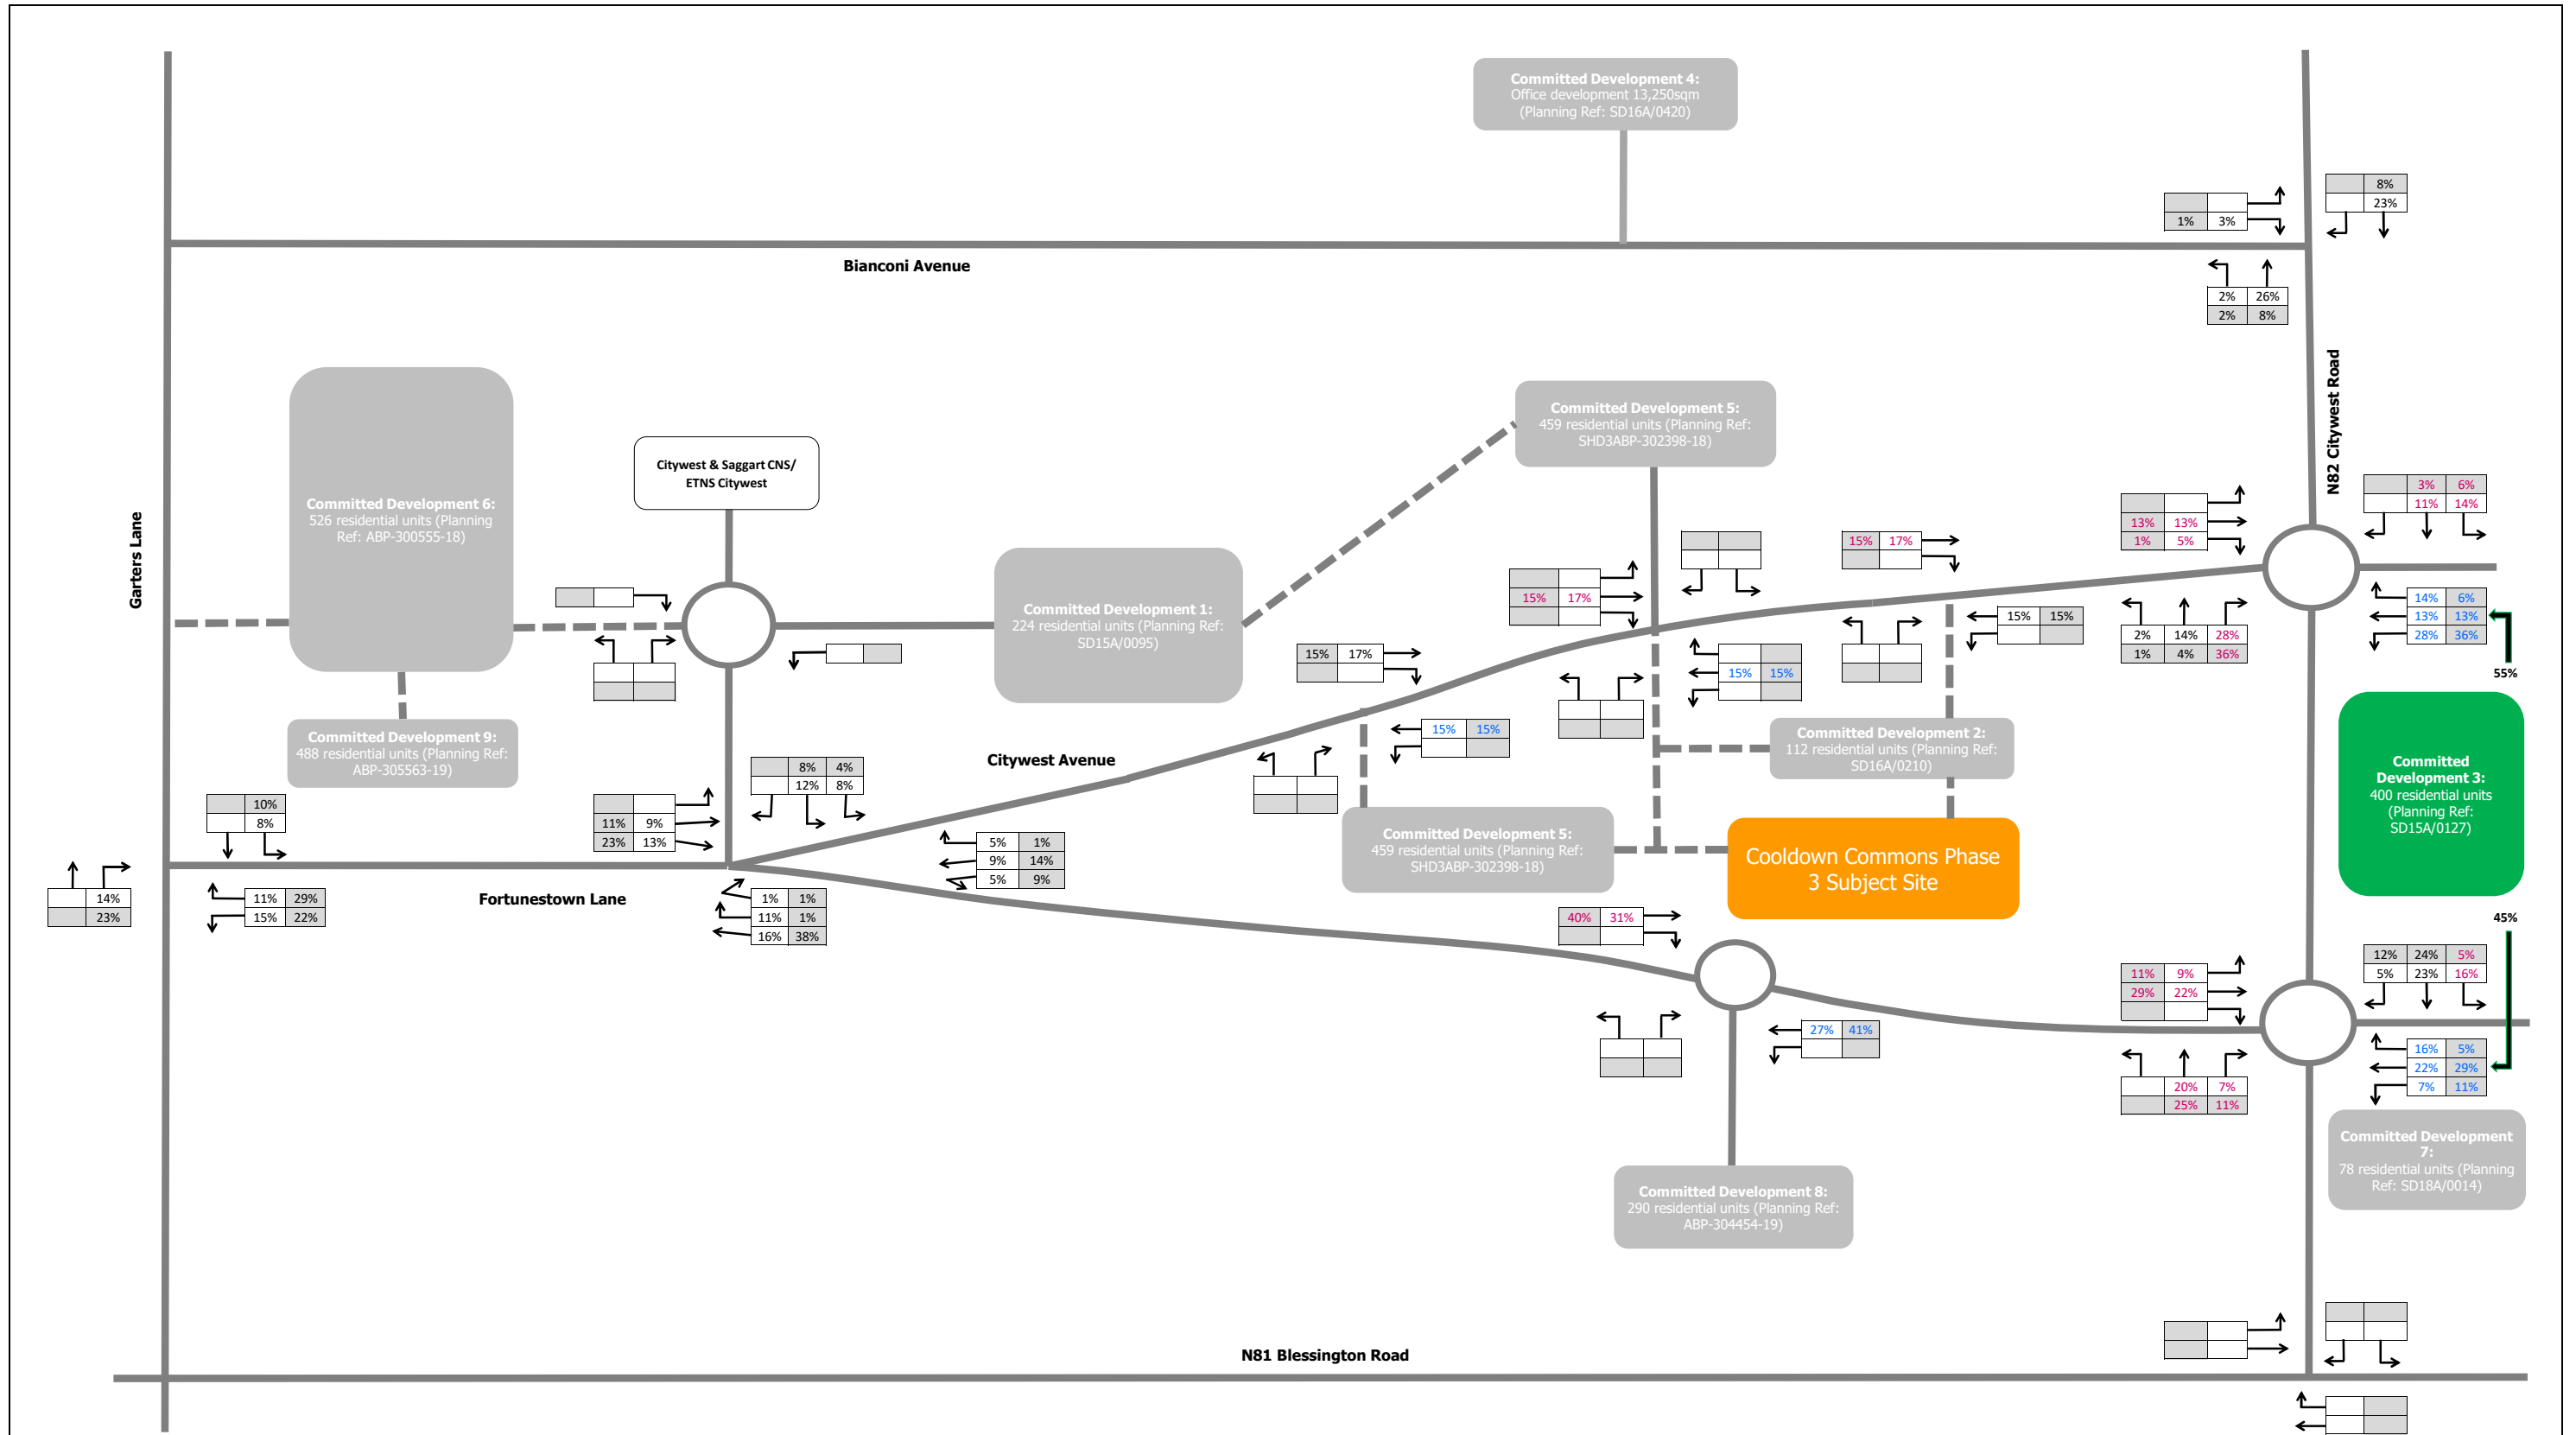 Committed Development 4:
Office development 13,250sqm
(Planning Ref: SD16A/0420)
8%
23%
1% 3%
Bianconi Avenue
2% 26%
2% 8%
N82 Citywest Road
Committed Development 5:
459 residential units (Planning Ref:
SHD3ABP-302398-18)
Citywest & Saggart CNS/
ETNS Citywest
Committed Development 6:
526 residential units (Planning
Ref: ABP-300555-18)
Garters Lane
3% 6%
11% 14%
13% 13%
1% 5%
15% 17%
15% 17%
Committed Development 1:
224 residential units (Planning Ref:
SD15A/0095)
14% 6%
13% 13%
28% 36%
15% 15%
2% 14% 28%
1% 4% 36%
15% 17%
15% 15%
55%
15% 15%
Committed Development 9:
488 residential units (Planning Ref:
ABP-305563-19)
Committed Development 2:
112 residential units (Planning Ref:
SD16A/0210)
Citywest Avenue
Committed
Development 3:
400 residential units
(Planning Ref:
SD15A/0127)
8% 4%
12% 8%
10%
8%
11% 9%
23% 13%
5% 1%
9% 14%
5% 9%
Committed Development 5:
459 residential units (Planning Ref:
SHD3ABP-302398-18)
Cooldown Commons Phase
3 Subject Site
14%
23%
11% 29%
15% 22%
Fortunestown Lane
1% 1%
11% 1%
16% 38%
40% 31%
45%
12% 24% 5%
5% 23% 16%
11% 9%
29% 22%
27% 41%
16% 5%
22% 29%
7% 11%
20% 7%
25% 11%
Committed Development
7:
78 residential units (Planning
Ref: SD18A/0014)
Committed Development 8:
290 residential units (Planning Ref:
ABP-304454-19)
N81 Blessington Road